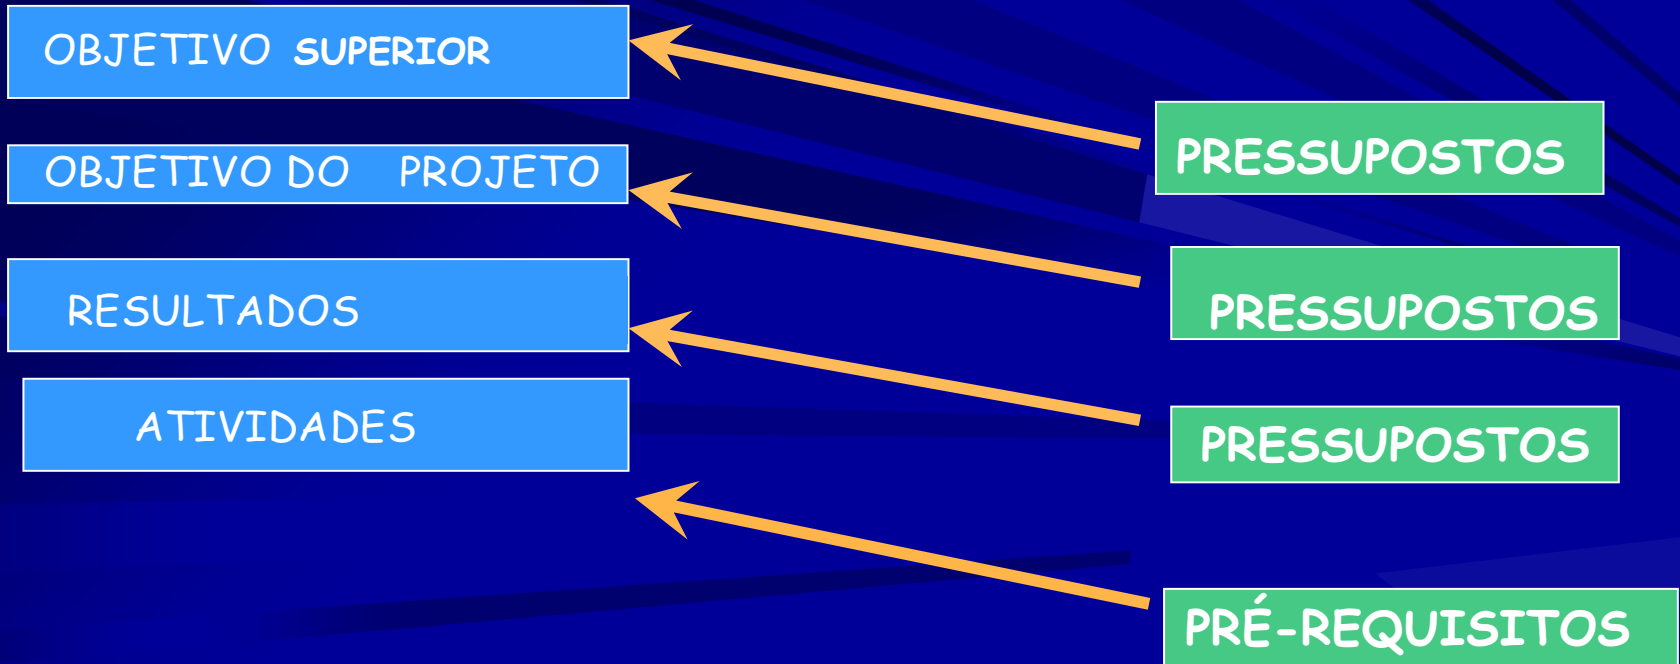 OBJETIVO SUPERIOR
PRESSUPOSTOS
OBJETIVO DO PROJETO
PRESSUPOSTOS
RESULTADOS
PRESSUPOSTOS
ATIVIDADES
PRÉ-REQUISITOS